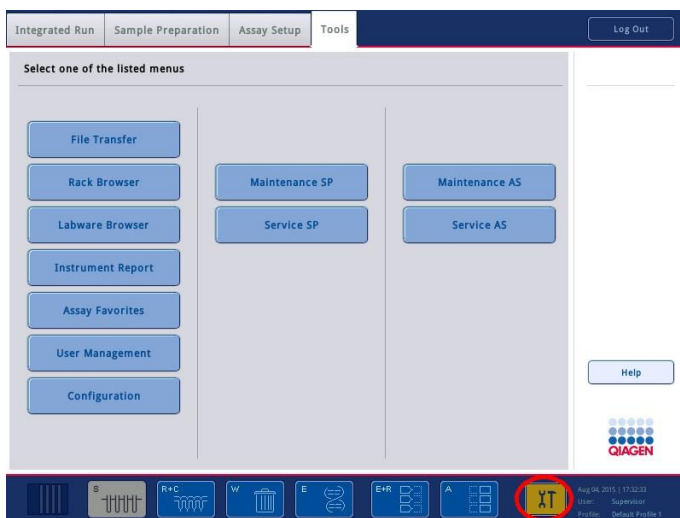 Integrated Run Sample Preparation Assay Setup Tools Log Out
Select one of the listed menus
File Transfer
Rack Browser Maintenance SP Maintenance AS
Labware Browser Service SP Service AS
Instrument Report
Assay Favorites
User Management
Configuration
Help
QIAGEN
S R+C W E E+R A
Aug 04, 2015 | 17:32:33
User: Supervisor
Profile: Default Profile 1